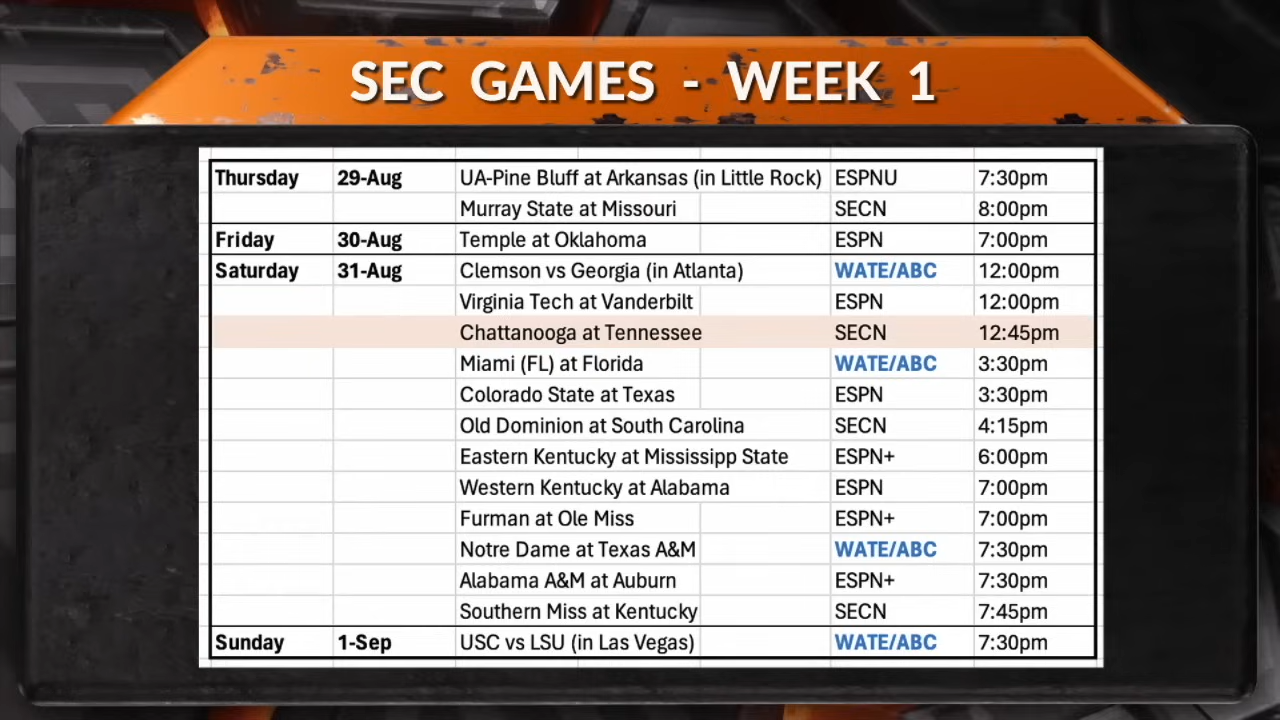 SEC GAMES - WEEK 1
Thursday 29-Aug UA-Pine Bluff at Arkansas (in Little Rock) ESPNU 7:30pm
Murray State at Missouri SECN 8:00pm
Friday 30-Aug Temple at Oklahoma ESPN 7:00pm
Saturday 31-Aug Clemson vs Georgia (in Atlanta) WATE/ABC 12:00pm
Virginia Tech at Vanderbilt ESPN 12:00pm
Chattanooga at Tennessee SECN 12:45pm
Miami (FL) at Florida WATE/ABC 3:30pm
Colorado State at Texas ESPN 3:30pm
Old Dominion at South Carolina SECN 4:15pm
Eastern Kentucky at Mississipp State ESPN+ 6:00pm
Western Kentucky at Alabama ESPN 7:00pm
Furman at Ole Miss ESPN+ 7:00pm
Notre Dame at Texas A&M WATE/ABC 7:30pm
Alabama A&M at Auburn ESPN+ 7:30pm
Southern Miss at Kentucky SECN 7:45pm
Sunday 1-Sep USC vs LSU (in Las Vegas) WATE/ABC 7:30pm